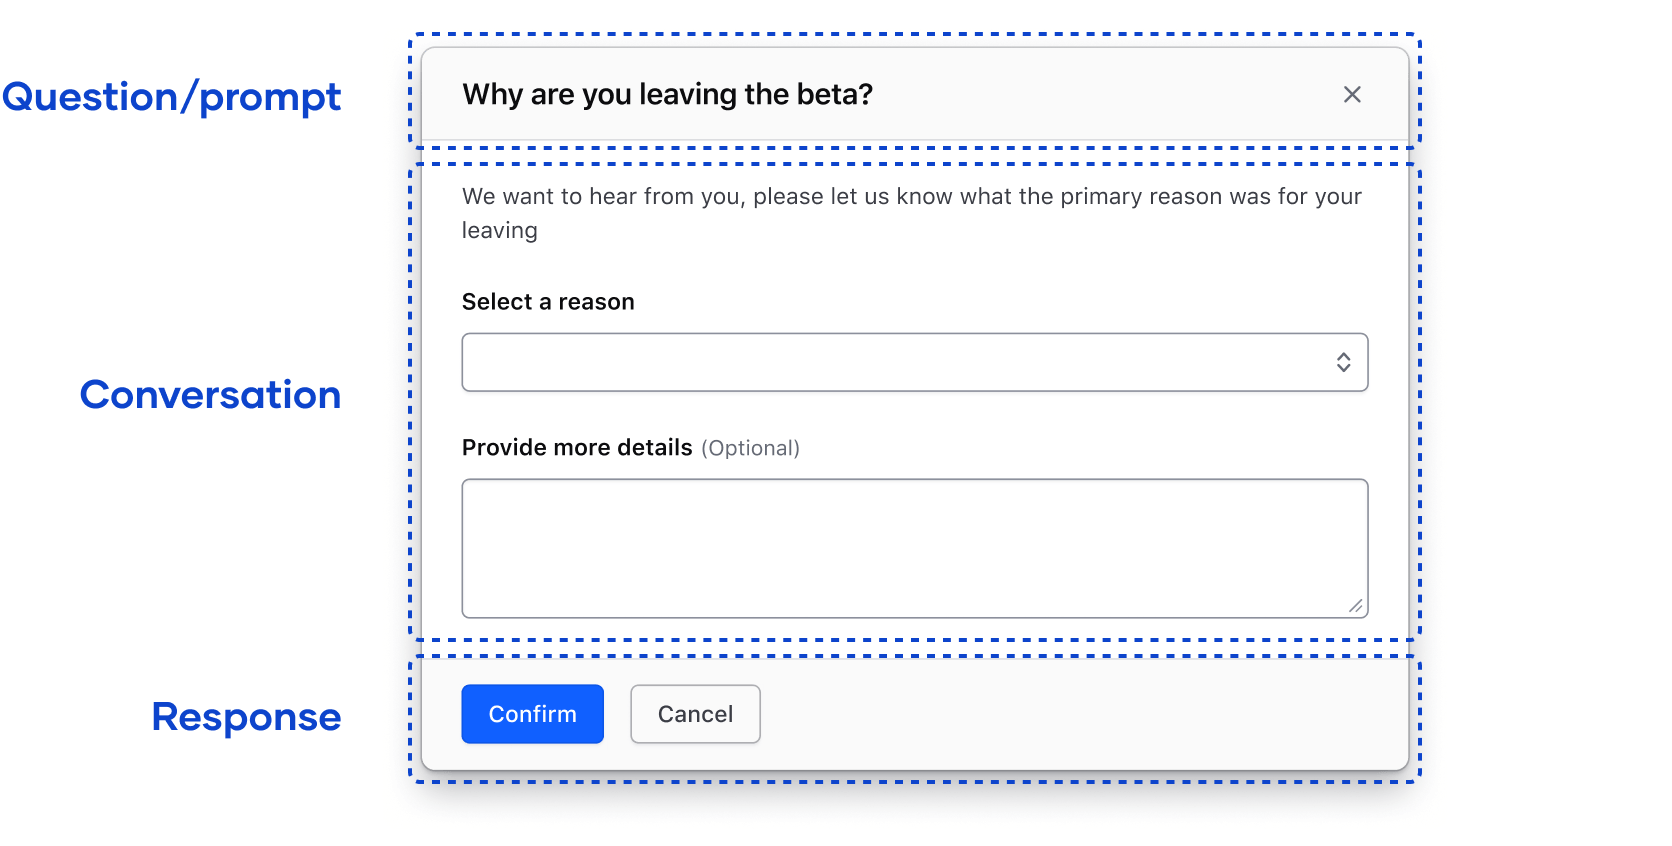 Question/prompt
Why are you leaving the beta?
We want to hear from you, please let us know what the primary reason was for your
leaving
Conversation
Select a reason
Provide more details (Optional)
Response
Confirm
Cancel